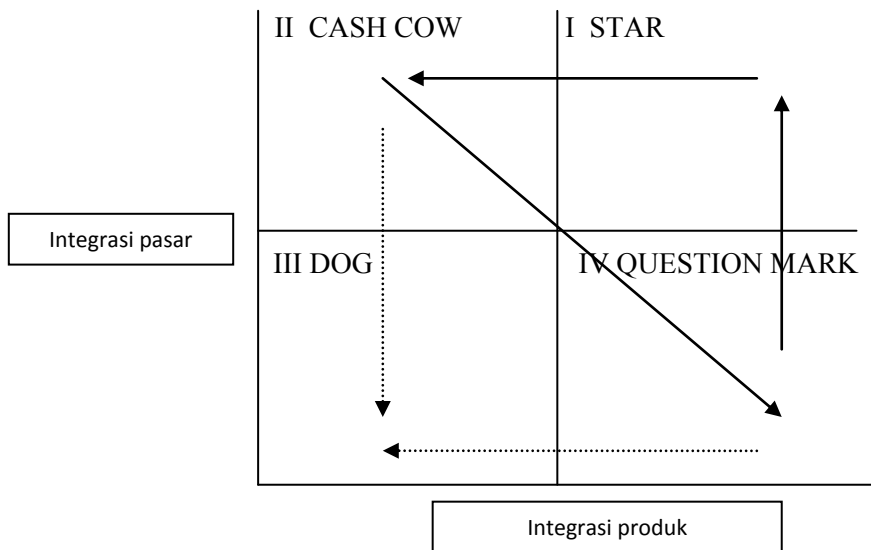 II CASH COW
I STAR
Integrasi pasar
III DOG
IV QUESTION MARK
Integrasi produk